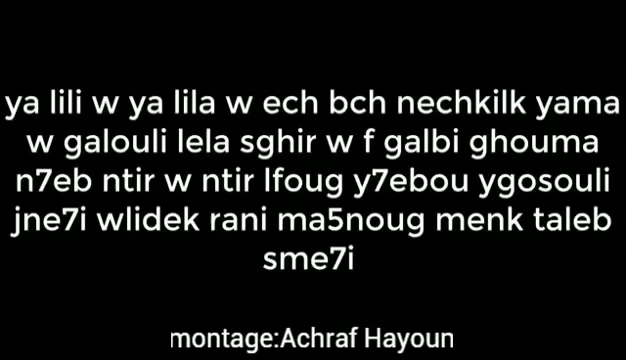 ya lili w ya lila w ech bch nechkilk yama
w galouli lela sghir w f galbi ghouma
n7eb ntir w ntir lfoug y7ebou ygosouli
jne7i wlidek rani ma5noug menk taleb
sme7i
montage:Achraf Hayoun